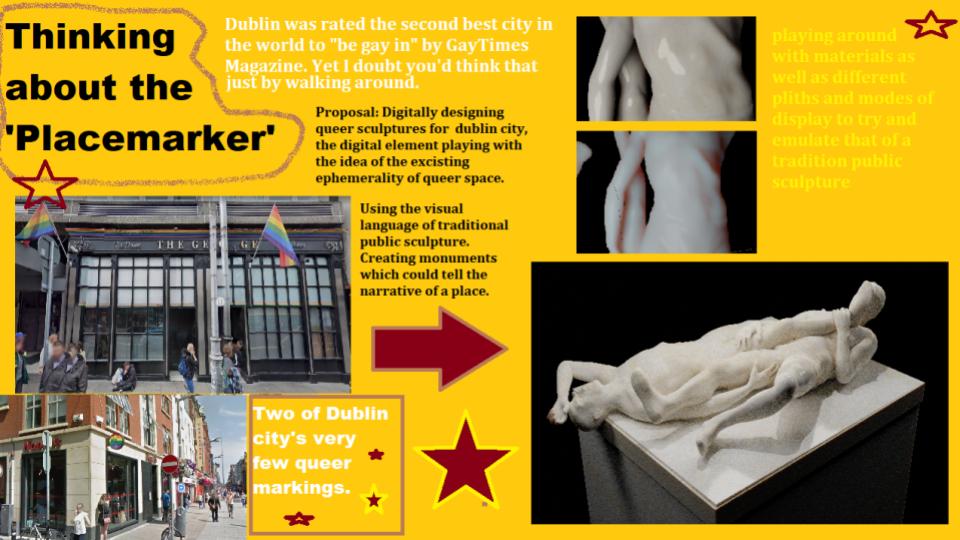 Thinking
about the
'Placemarker'
Dublin was rated the second best city in
the world to "be gay in" by GayTimes
Magazine. Yet I doubt you'd think that
just by walking around.
Proposal: Digitally designing
queer sculptures for dublin city,
the digital element playing with
the idea of the excisting
ephemerality of queer space.
Using the visual
language of traditional
public sculpture.
Creating monuments
which could tell the
narrative of a place.
playing around
with materials as
well as different
pliths and modes of
display to try and
emulate that of a
tradition public
sculpture
THE GE
GE
Two of Dublin
city's very
few queer
markings.